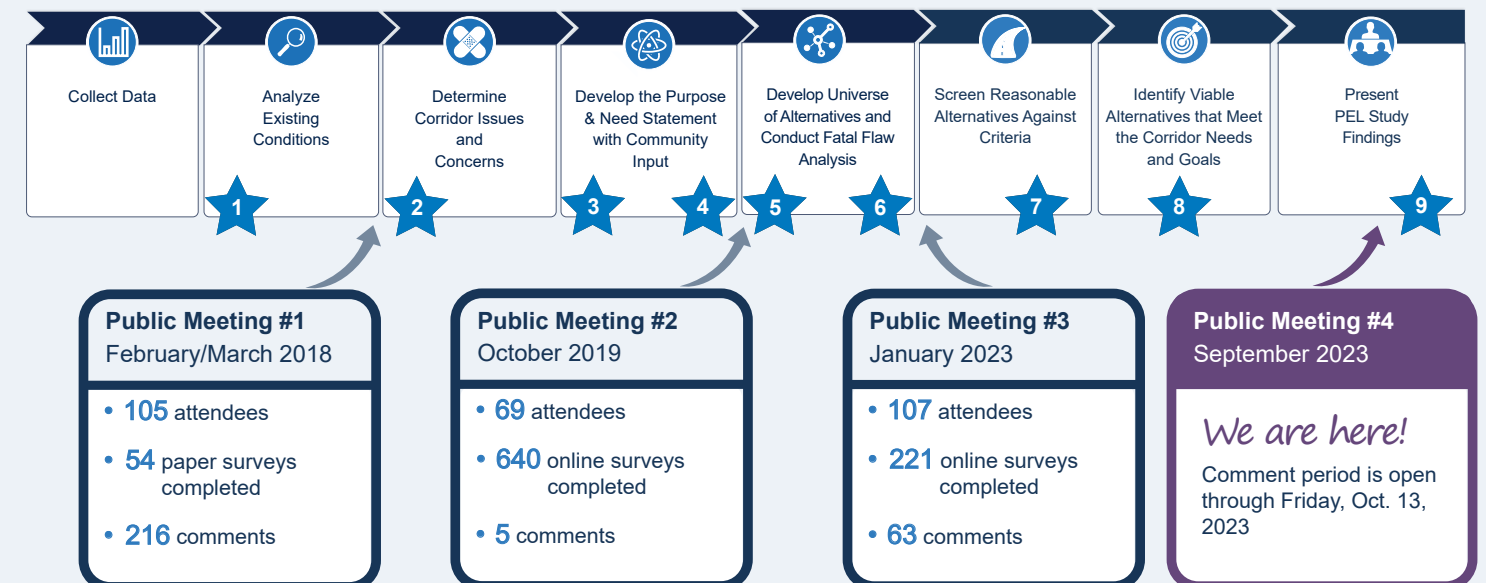 Collect Data
Analyze
Existing
Conditions
Determine
Corridor Issues
and
Concerns
Develop the Purpose
& Need Statement
with Community
Input
Develop Universe
of Alternatives and
Conduct Fatal Flaw
Analysis
Screen Reasonable
Alternatives Against
Criteria
Identify Viable
Alternatives that Meet
the Corridor Needs
and Goals
Present
PEL Study
Findings
1
2
3
4
5
6
7
8
9
Public Meeting #1
February/March 2018
• 105 attendees
• 54 paper surveys
completed
• 216 comments
Public Meeting #2
October 2019
• 69 attendees
• 640 online surveys
completed
• 5 comments
Public Meeting #3
January 2023
• 107 attendees
• 221 online surveys
completed
• 63 comments
Public Meeting #4
September 2023
We are here!
Comment period is open
through Friday, Oct. 13,
2023